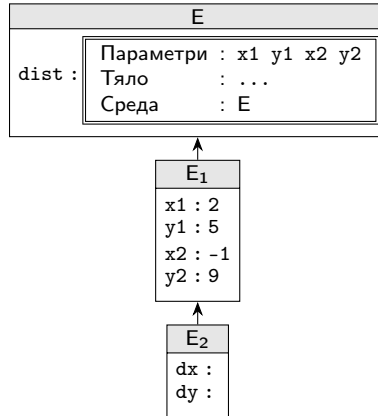 E
dist :
Параметри : x1 y1 x2 y2
Тяло : ...
Среда : E
E₁
x1 : 2
y1 : 5
x2 : -1
y2 : 9
E₂
dx :
dy :